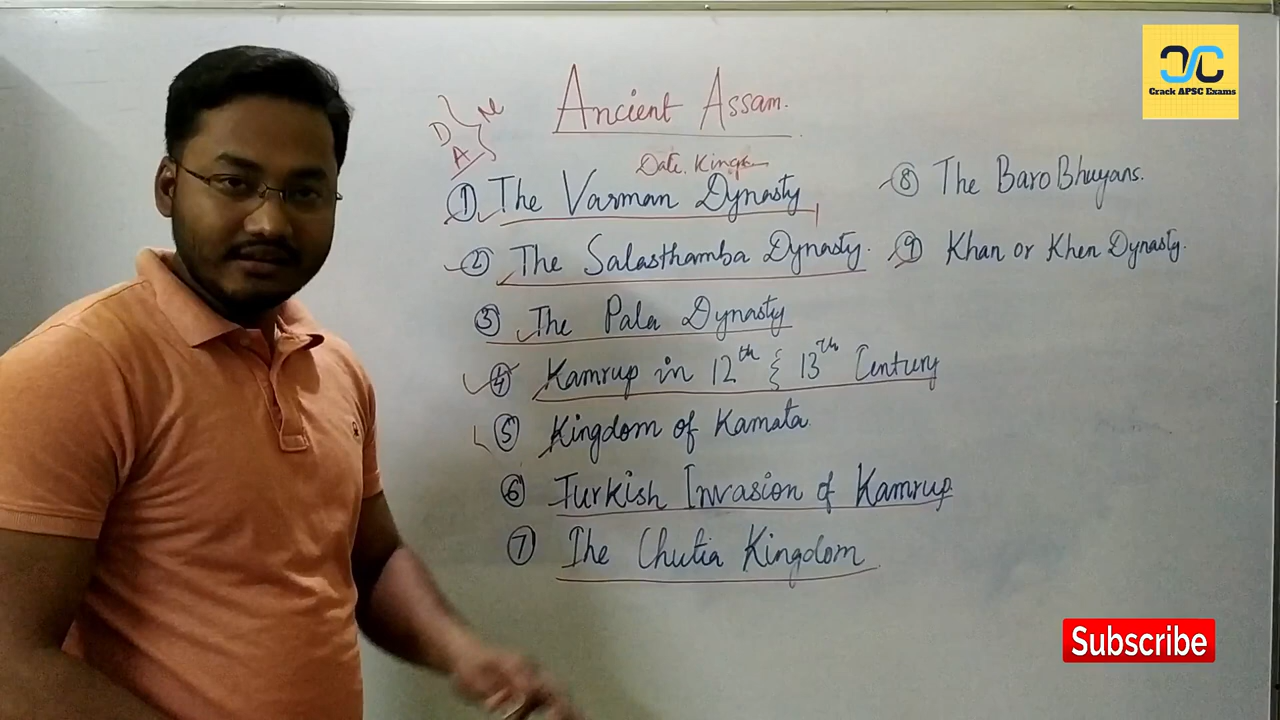 Ancient Assam.
D A M
Date. Kings
① The Varman Dynasty
② The Salasthamba Dynasty.
③ The Pala Dynasty
④ Kamrup in 12th & 13th Century
⑤ Kingdom of Kamata
⑥ Turkish Invasion of Kamrup
⑦ The Chutia Kingdom
⑧ The Baro Bhuyans.
⑨ Khan or Khen Dynasty.
CC
Crack APSC Exams
Subscribe